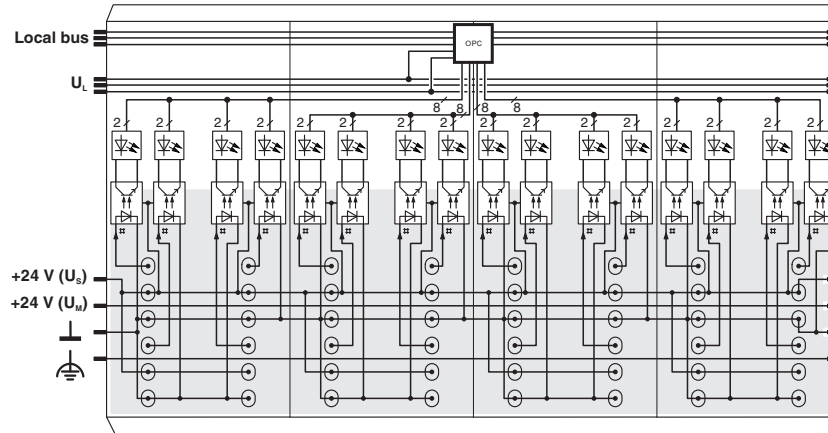 Local bus
OPC
U_L
8 8 8 8
2 2 2 2 2 2 2 2 2 2 2 2 2 2 2 2
# # # # # # # #
+24 V (U_S)
+24 V (U_M)